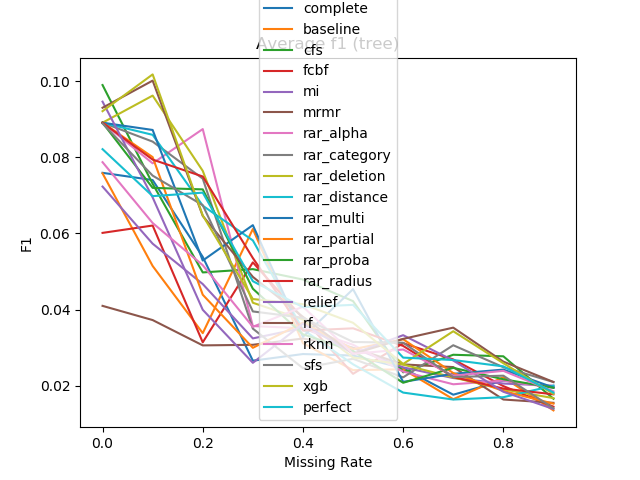 Average f1 (tree)
complete
baseline
cfs
fcbf
mi
mrmr
rar_alpha
rar_category
rar_deletion
rar_distance
rar_multi
rar_partial
rar_proba
rar_radius
relief
rf
rknn
sfs
xgb
perfect
F1
0.10
0.08
0.06
0.04
0.02
0.0
0.2
0.4
0.6
0.8
Missing Rate